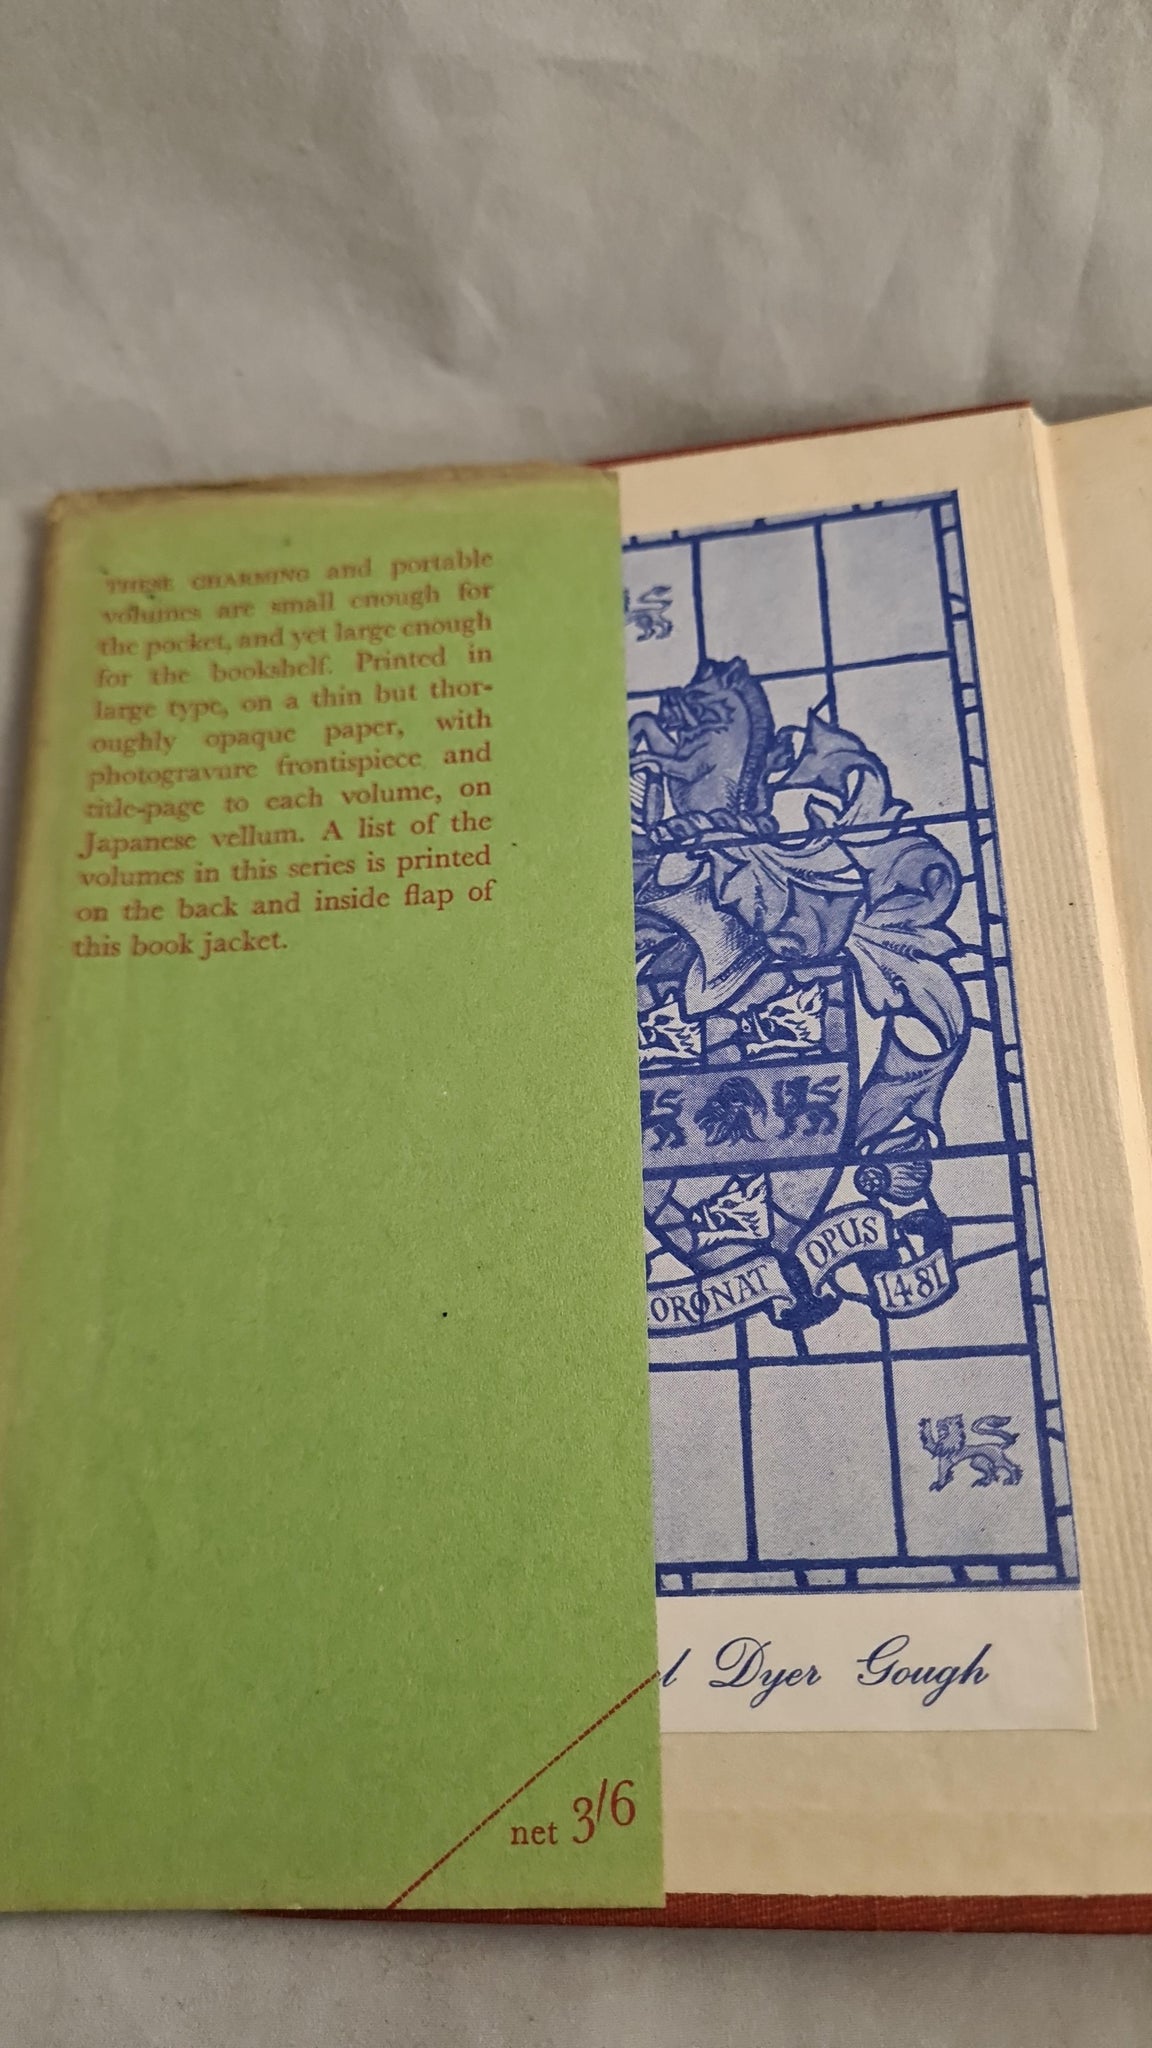 THESE CHARMING and portable
volumes are small enough for
the pocket, and yet large enough
for the bookshelf. Printed in
large type, on a thin but thor-
oughly opaque paper, with
photogravure frontispiece and
title-page to each volume, on
Japanese vellum. A list of the
volumes in this series is printed
on the back and inside flap of
this book jacket.
net 3/6
ORONAT OPUS 1481
l Dyer Gough